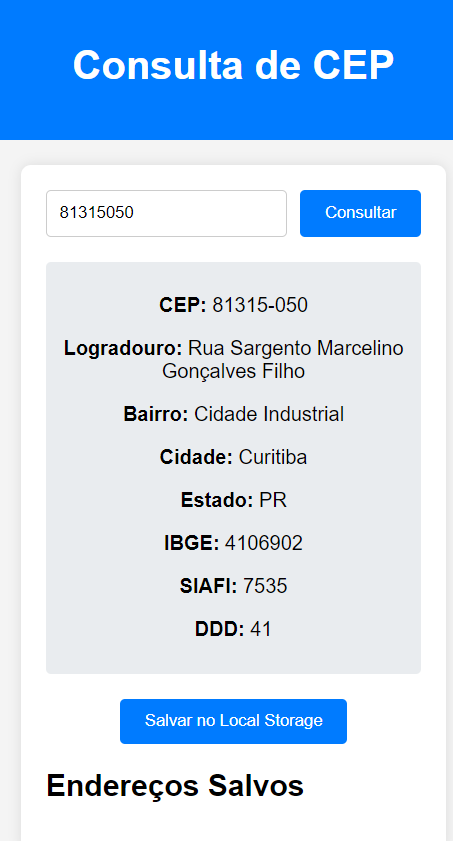 Consulta de CEP
81315050
Consultar
CEP: 81315-050
Logradouro: Rua Sargento Marcelino
Gonçalves Filho
Bairro: Cidade Industrial
Cidade: Curitiba
Estado: PR
IBGE: 4106902
SIAFI: 7535
DDD: 41
Salvar no Local Storage
Endereços Salvos